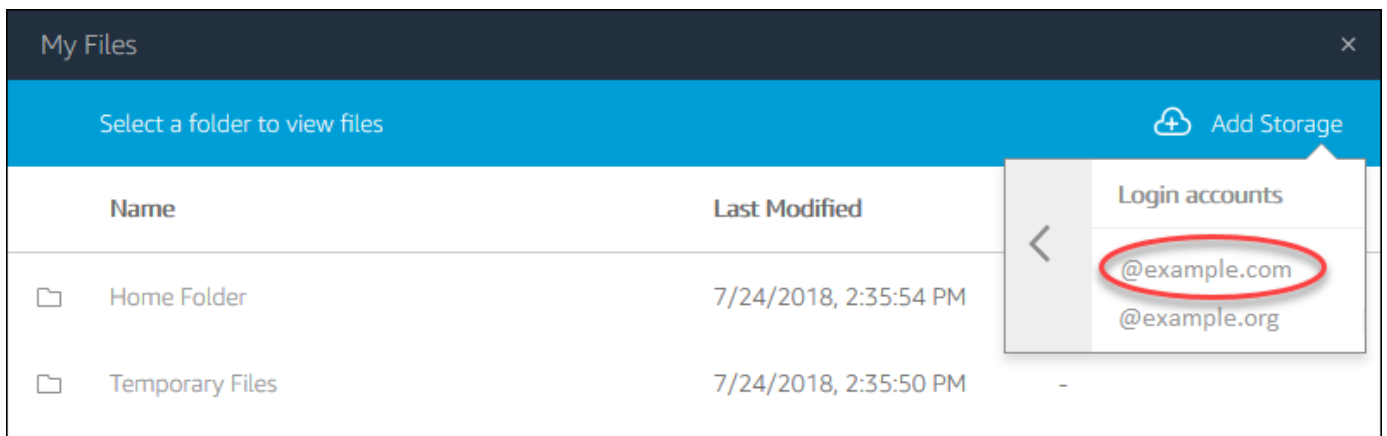 My Files
Select a folder to view files
Add Storage
Login accounts
@example.com
@example.org
Name
Last Modified
Home Folder
7/24/2018, 2:35:54 PM
Temporary Files
7/24/2018, 2:35:50 PM
-